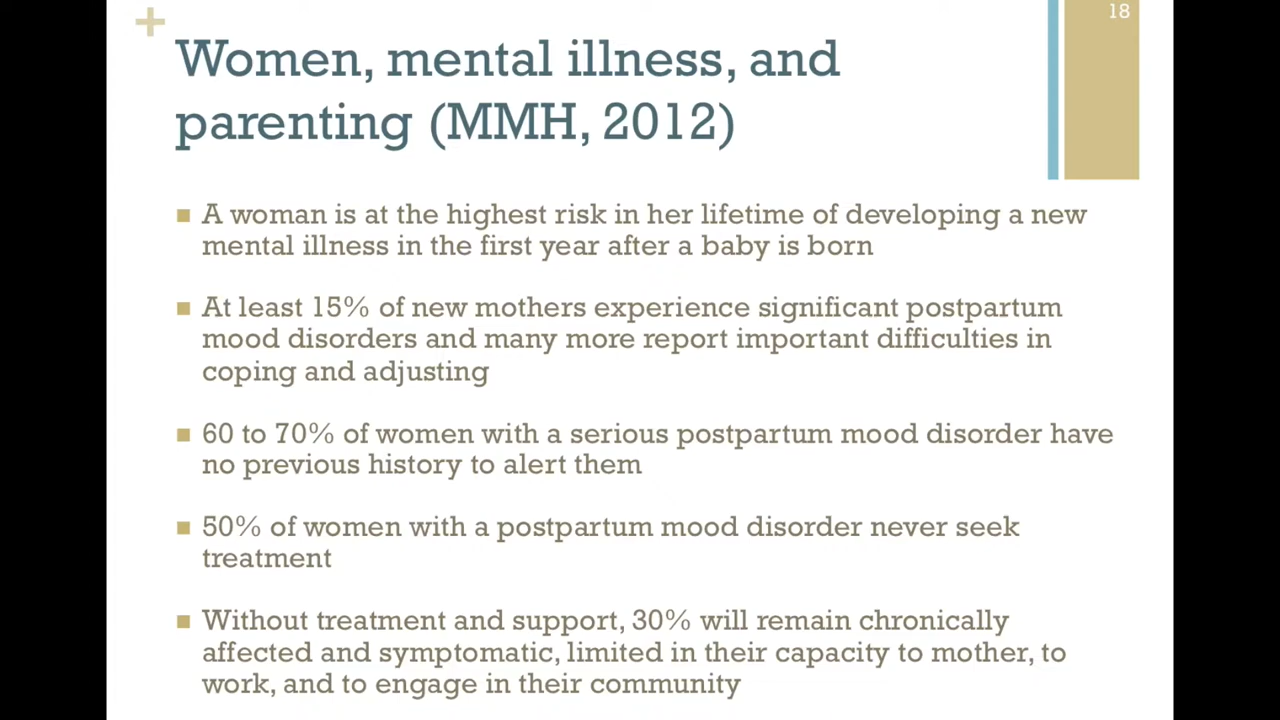 18
Women, mental illness, and
parenting (MMH, 2012)
A woman is at the highest risk in her lifetime of developing a new
mental illness in the first year after a baby is born
At least 15% of new mothers experience significant postpartum
mood disorders and many more report important difficulties in
coping and adjusting
60 to 70% of women with a serious postpartum mood disorder have
no previous history to alert them
50% of women with a postpartum mood disorder never seek
treatment
Without treatment and support, 30% will remain chronically
affected and symptomatic, limited in their capacity to mother, to
work, and to engage in their community